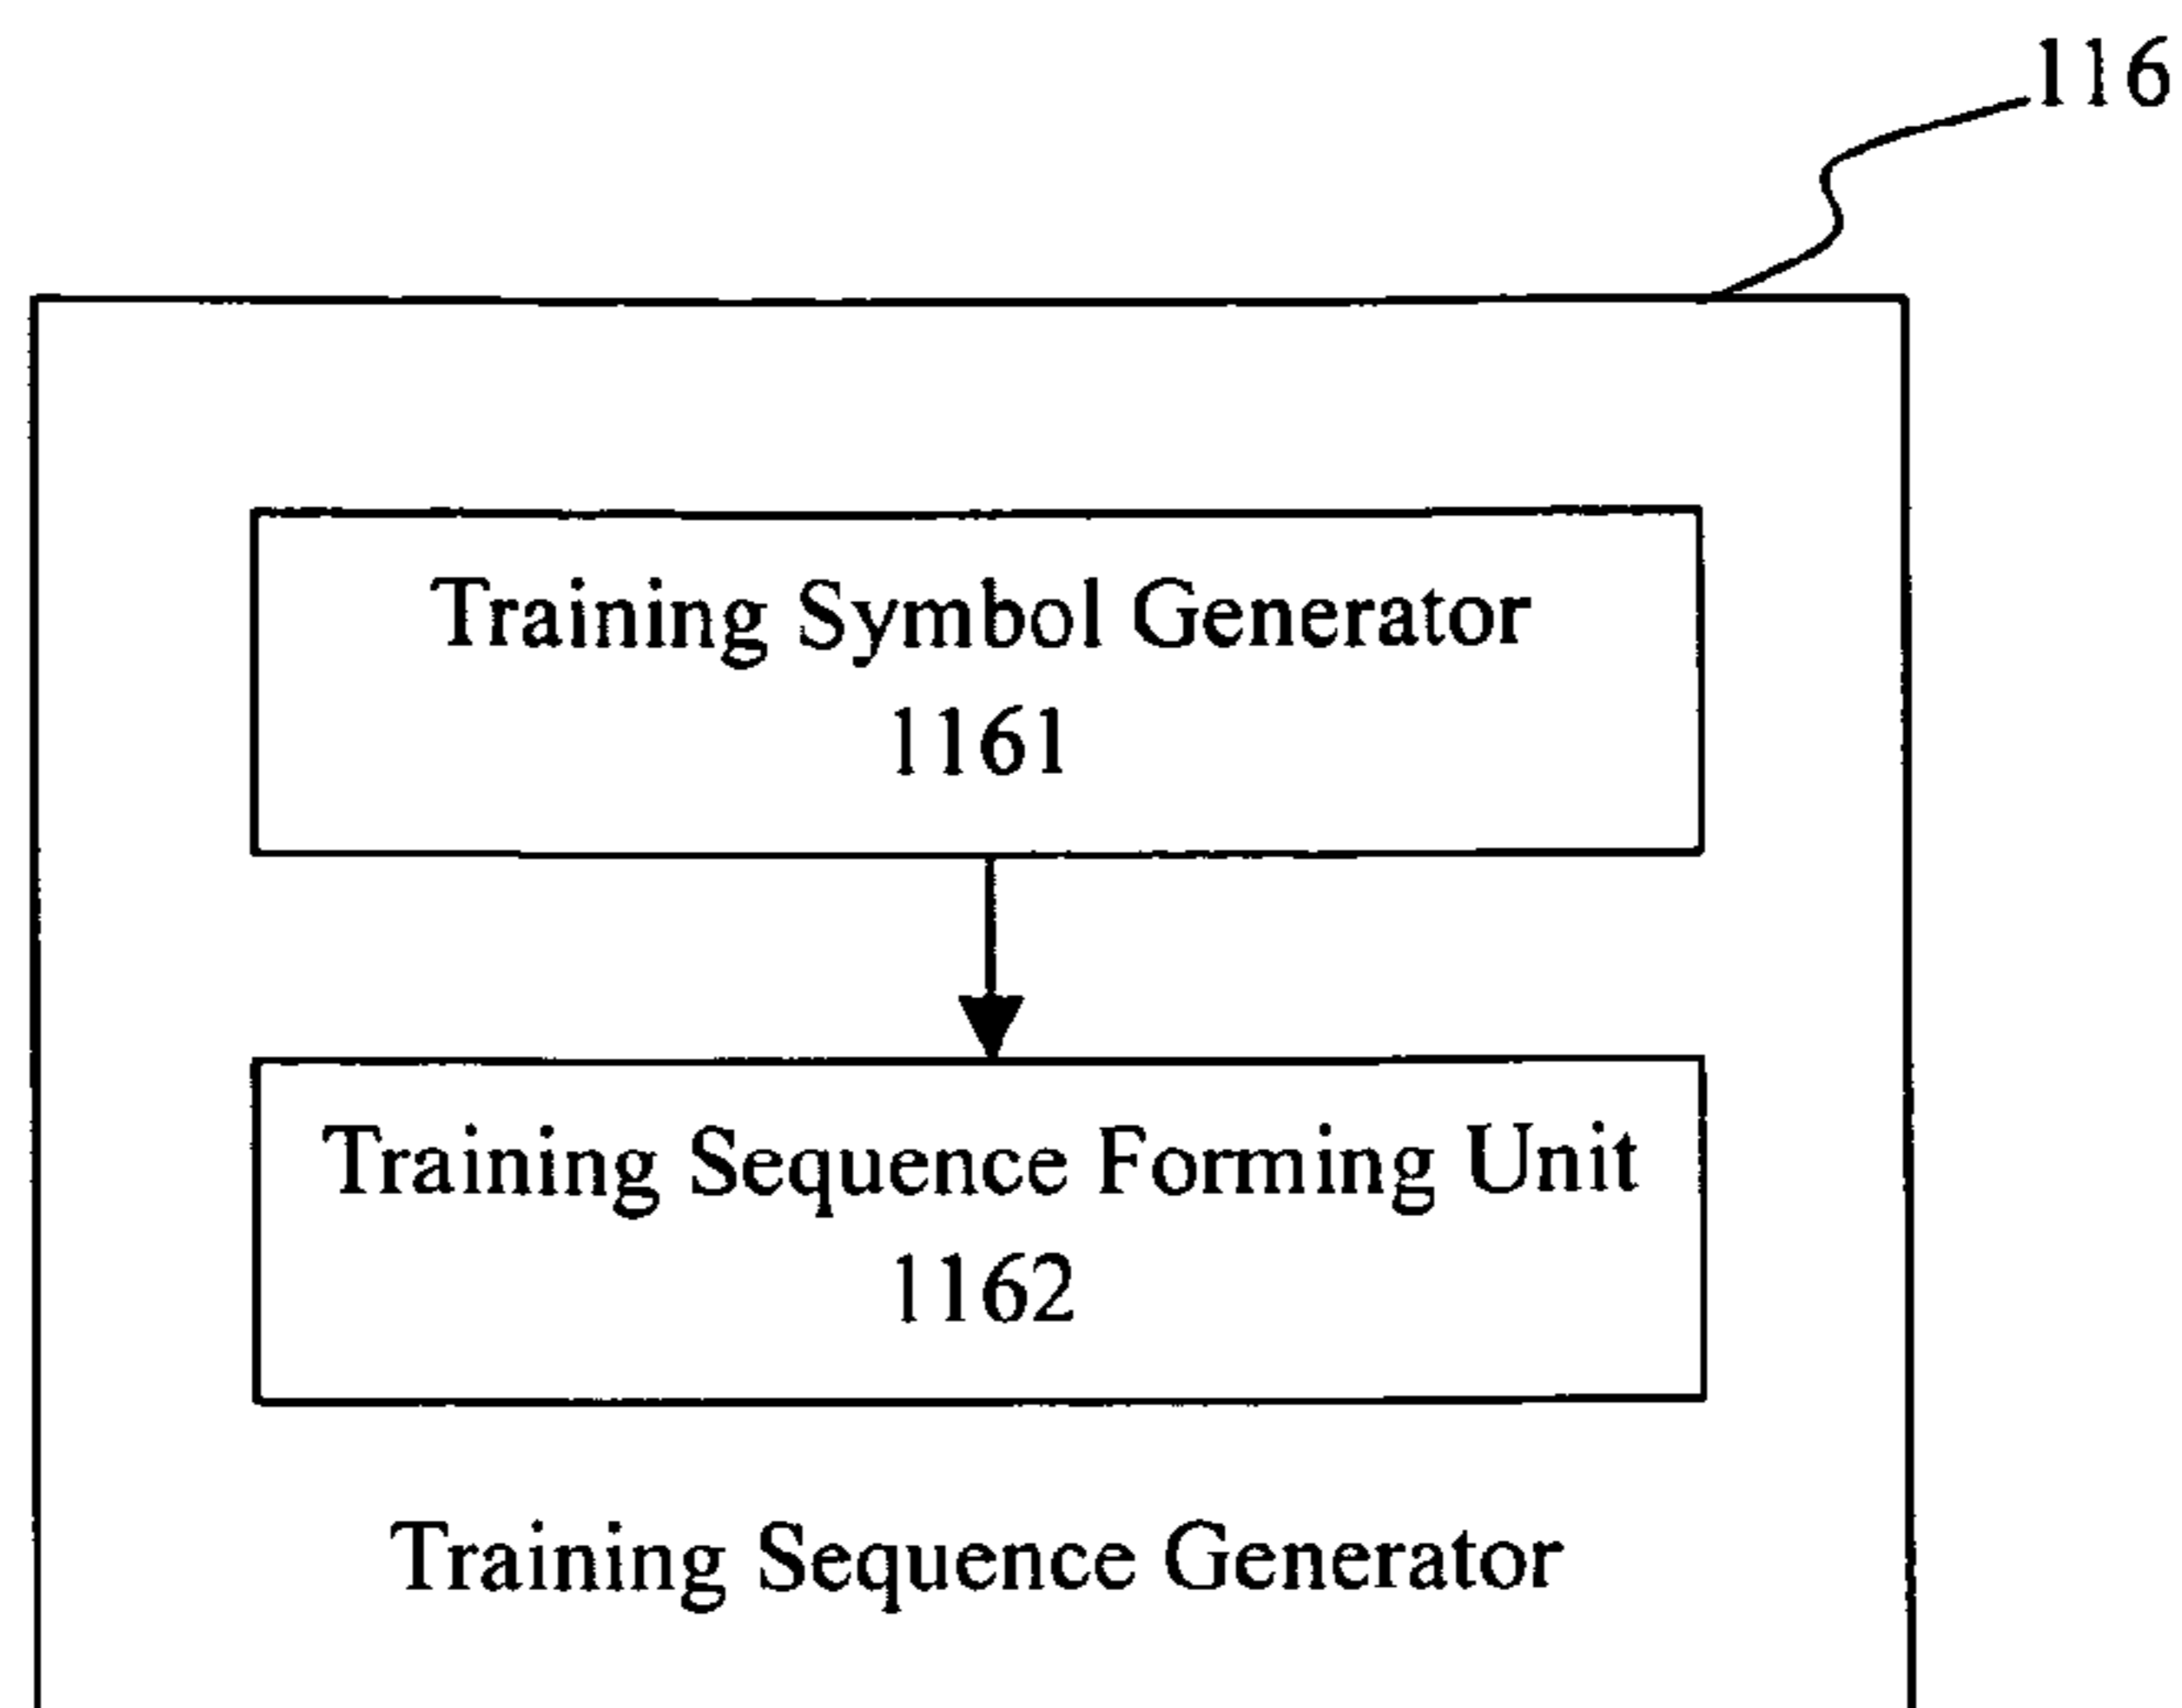 116
Training Symbol Generator
1161
Training Sequence Forming Unit
1162
Training Sequence Generator